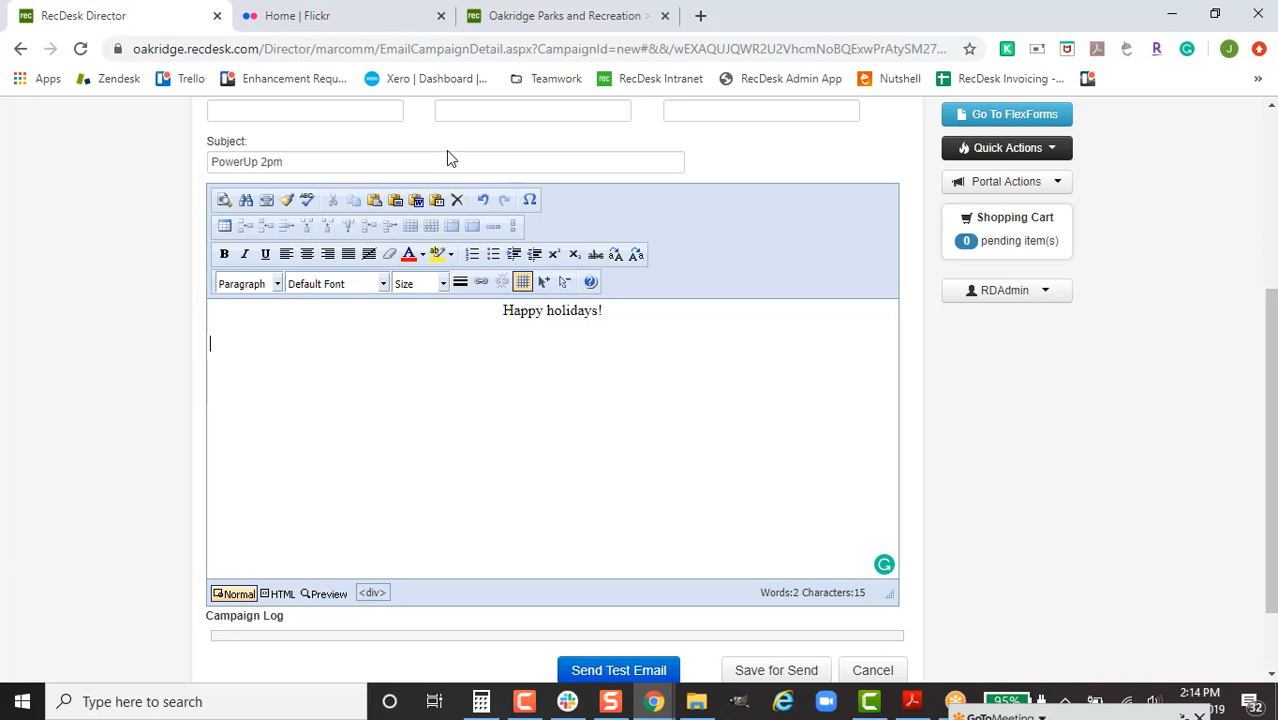 RecDesk Director
Home | Flickr
Oakridge Parks and Recreation >
oakridge.recdesk.com/Director/marcomm/EmailCampaignDetail.aspx?CampaignId=new#&&/wEXAQUJQWR2U2VhcmNoBQExwPrAtySM27...
Apps
Zendesk
Trello
Enhancement Requ...
Xero | Dashboard |...
Teamwork
RecDesk Intranet
RecDesk Admin App
Nutshell
RecDesk Invoicing -...
Go To FlexForms
Quick Actions
Portal Actions
Shopping Cart
0 pending item(s)
RDAdmin
Subject:
PowerUp 2pm
Paragraph
Default Font
Size
Happy holidays!
Normal
HTML
Preview
<div>
Words:2 Characters:15
Campaign Log
Send Test Email
Save for Send
Cancel
Type here to search
95%
2:14 PM
2019
32
GoToMeeting